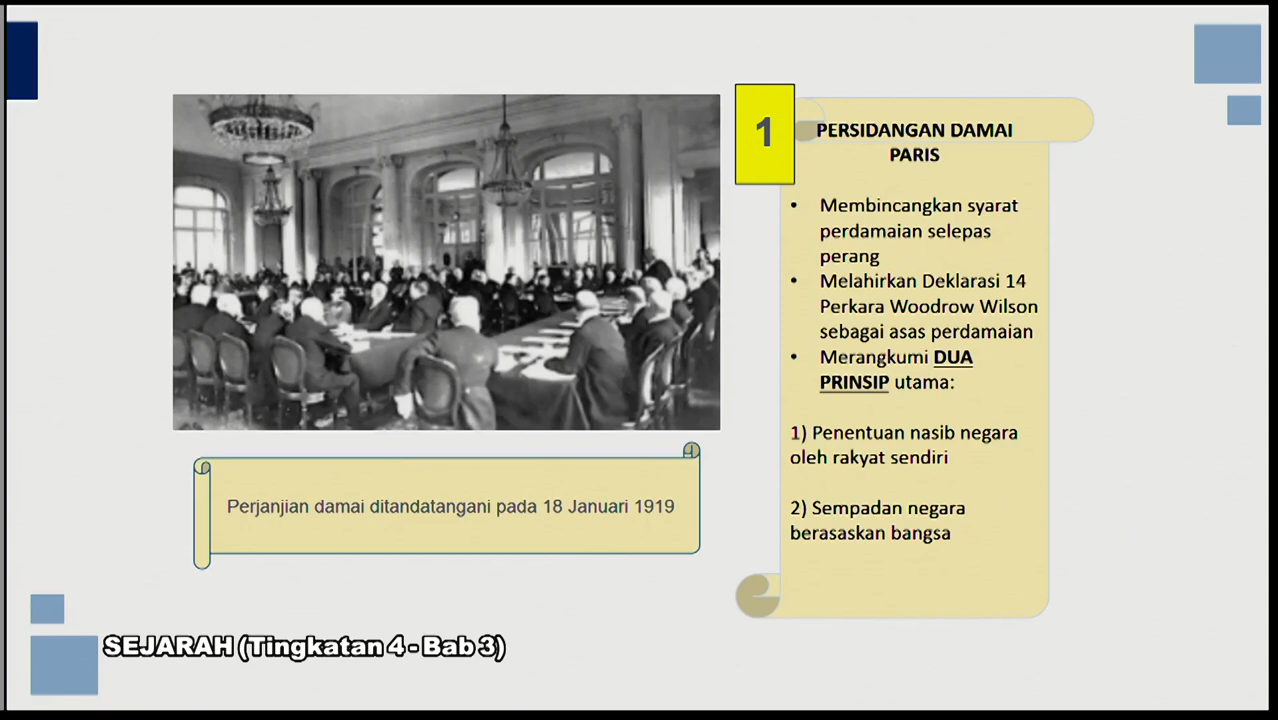 1
PERSIDANGAN DAMAI
PARIS
• Membincangkan syarat
perdamaian selepas
perang
• Melahirkan Deklarasi 14
Perkara Woodrow Wilson
sebagai asas perdamaian
• Merangkumi DUA
PRINSIP utama:
1) Penentuan nasib negara
oleh rakyat sendiri
2) Sempadan negara
berasaskan bangsa
Perjanjian damai ditandatangani pada 18 Januari 1919
SEJARAH (Tingkatan 4 - Bab 3)